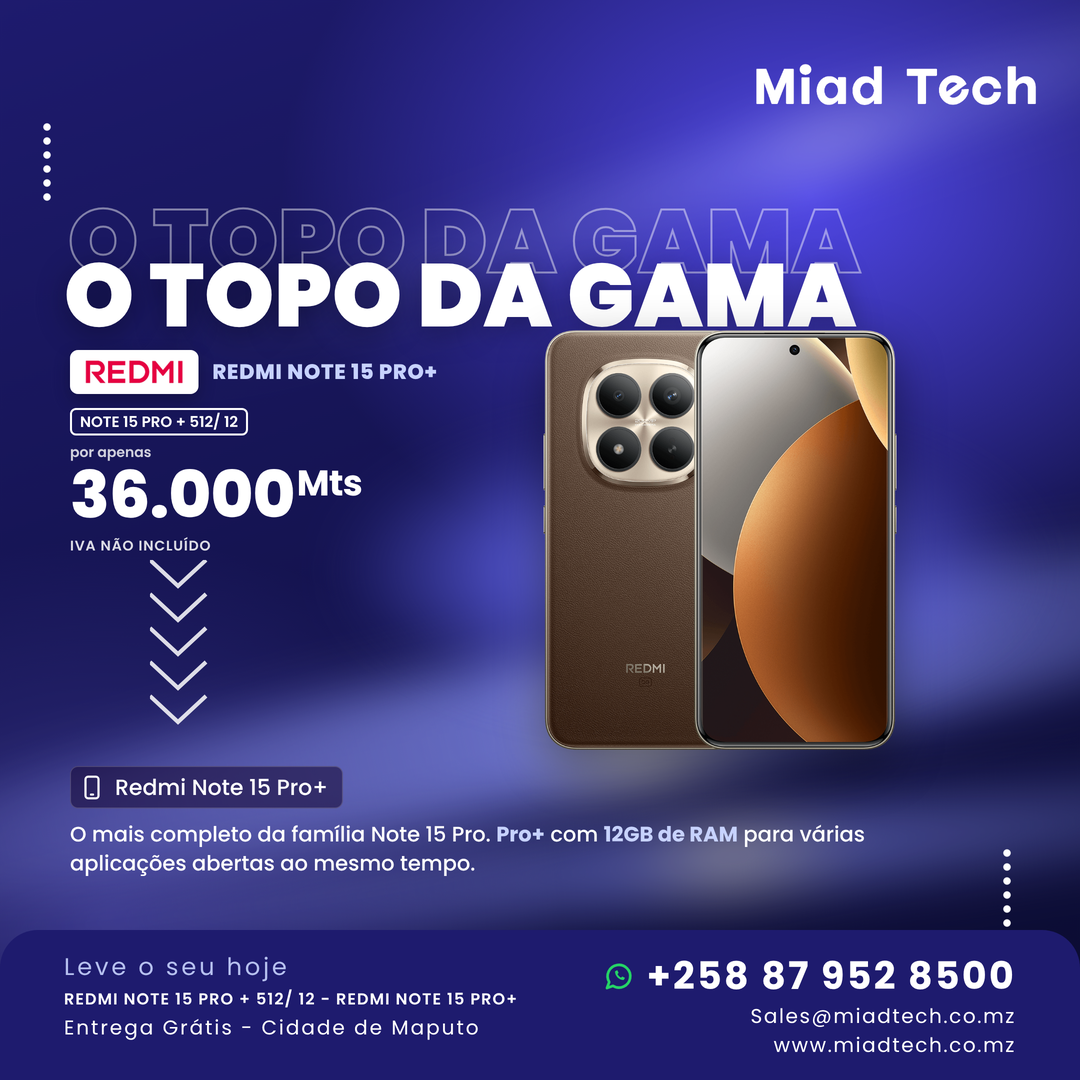 Miad Tech
O TOPO DA GAMA
O TOPO DA GAMA
REDMI REDMI NOTE 15 PRO+
NOTE 15 PRO + 512/ 12
por apenas
36.000Mts
IVA NÃO INCLUÍDO
REDMI
Redmi Note 15 Pro+
O mais completo da família Note 15 Pro. Pro+ com 12GB de RAM para várias
aplicações abertas ao mesmo tempo.
Leve o seu hoje
REDMI NOTE 15 PRO + 512/ 12 - REDMI NOTE 15 PRO+
Entrega Grátis - Cidade de Maputo
+258 87 952 8500
Sales@miadtech.co.mz
www.miadtech.co.mz